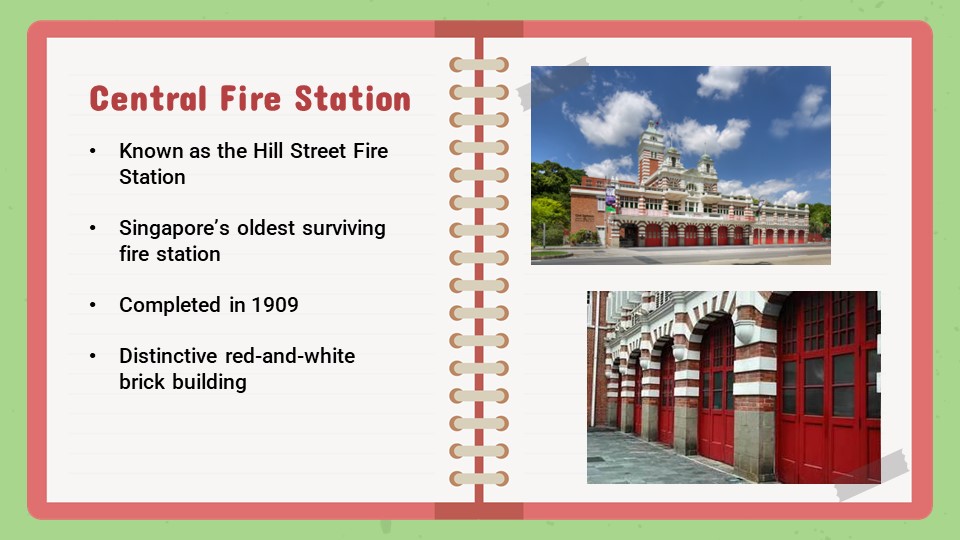 Central Fire Station
• Known as the Hill Street Fire
Station
• Singapore’s oldest surviving
fire station
• Completed in 1909
• Distinctive red-and-white
brick building